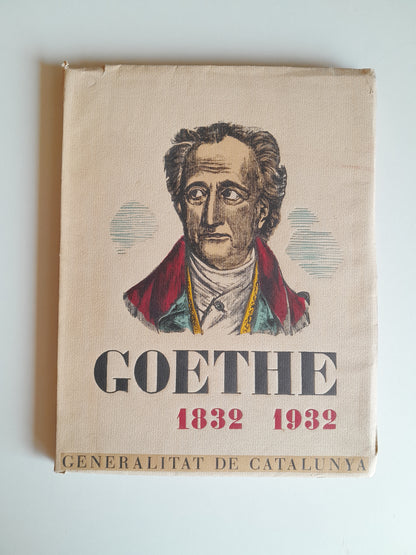 GOETHE
1832 1932
GENERALITAT DE CATALUNYA